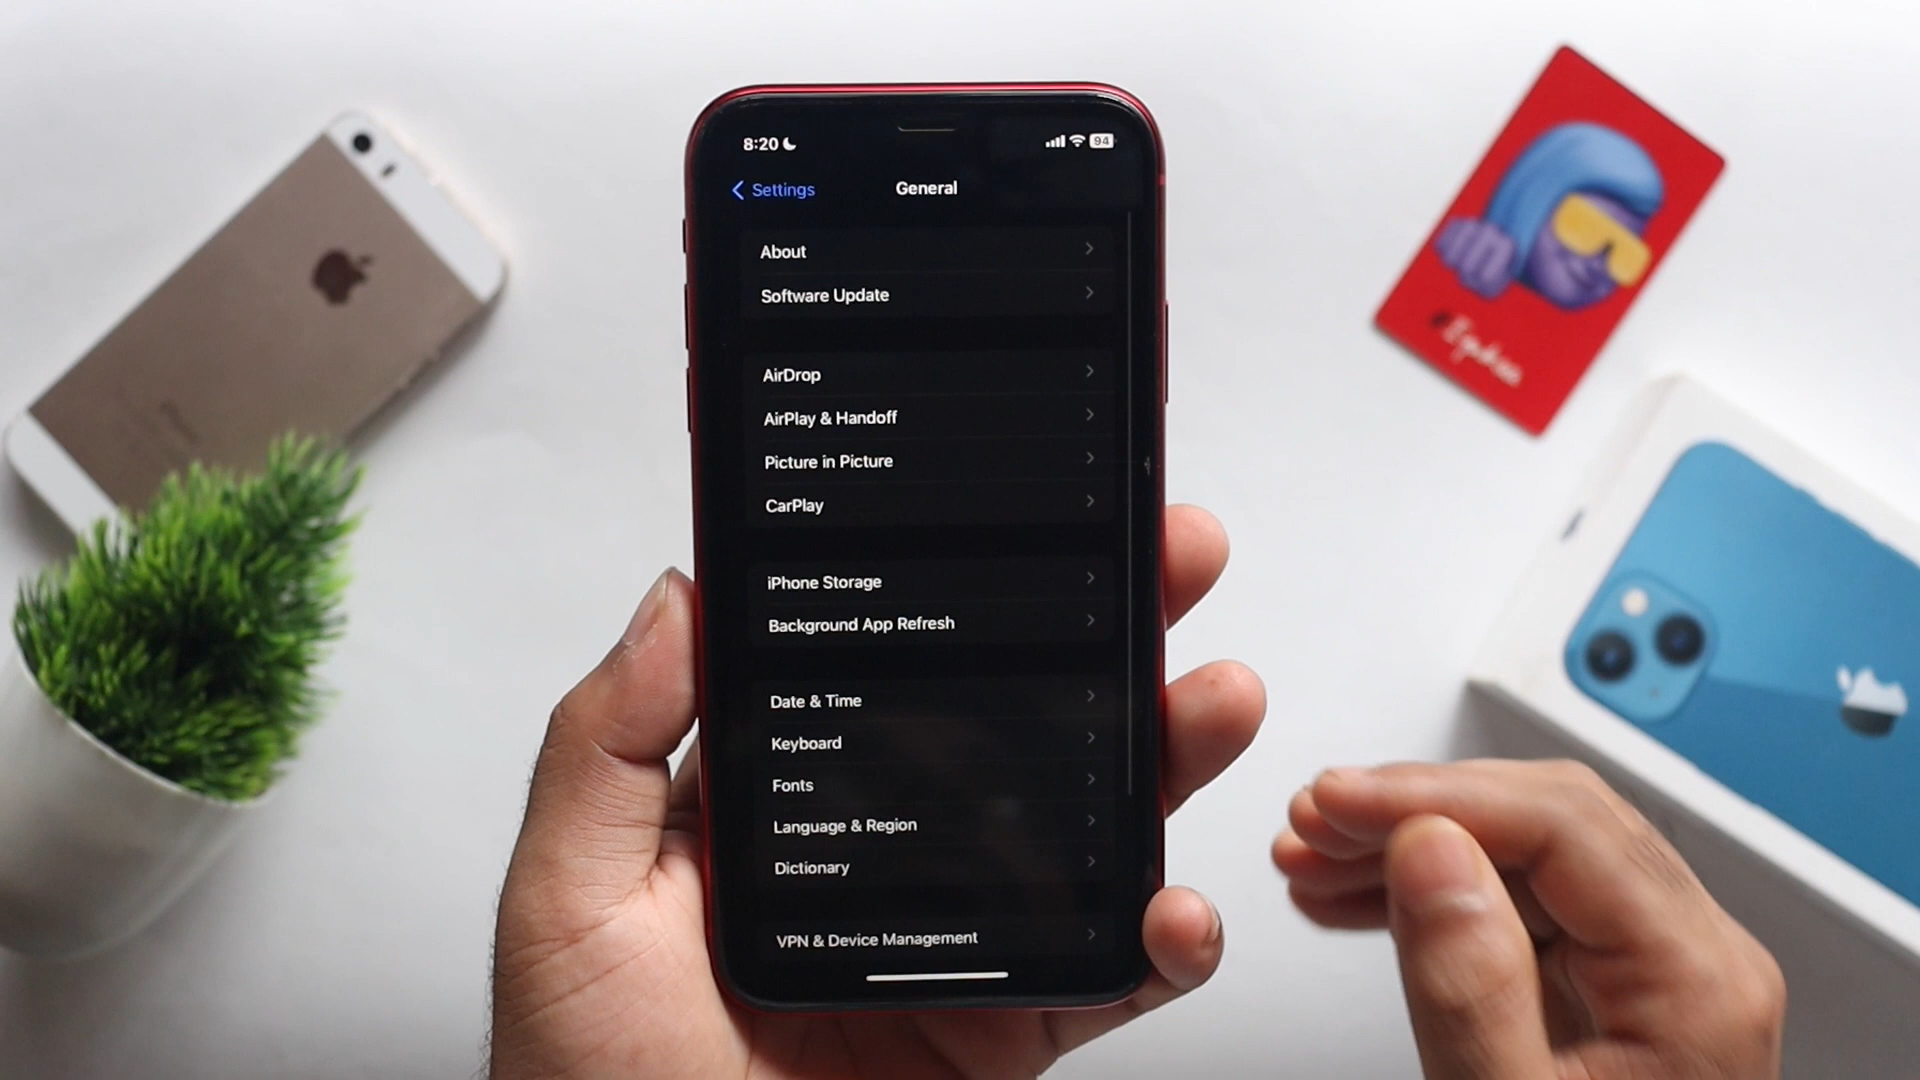 8:20
94
Settings
General
About
Software Update
AirDrop
AirPlay & Handoff
Picture in Picture
CarPlay
iPhone Storage
Background App Refresh
Date & Time
Keyboard
Fonts
Language & Region
Dictionary
VPN & Device Management